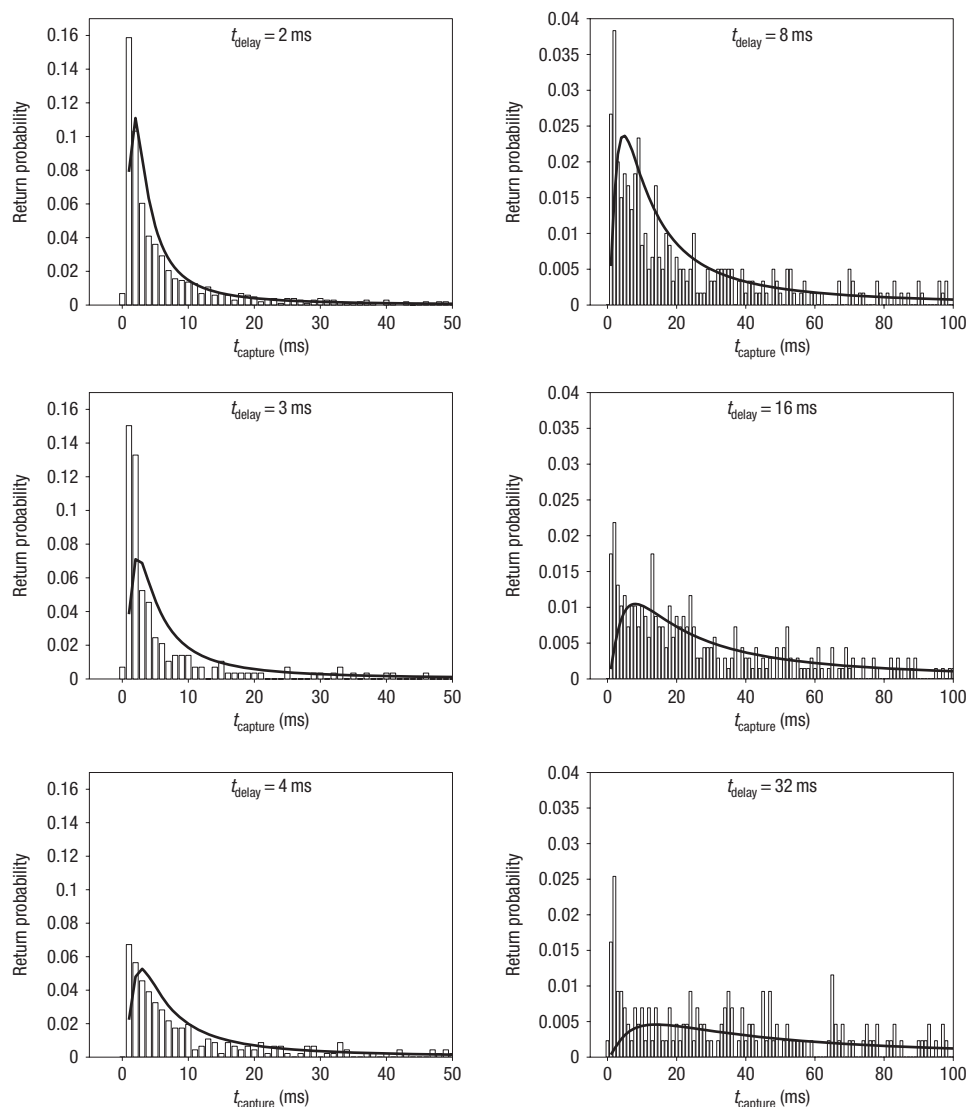 t_delay = 2 ms
Return probability
0.16
0.14
0.12
0.1
0.08
0.06
0.04
0.02
0
0 10 20 30 40 50
t_capture (ms)
t_delay = 8 ms
Return probability
0.04
0.035
0.03
0.025
0.02
0.015
0.01
0.005
0
0 20 40 60 80 100
t_capture (ms)
t_delay = 3 ms
Return probability
0.16
0.14
0.12
0.1
0.08
0.06
0.04
0.02
0
0 10 20 30 40 50
t_capture (ms)
t_delay = 16 ms
Return probability
0.04
0.035
0.03
0.025
0.02
0.015
0.01
0.005
0
0 20 40 60 80 100
t_capture (ms)
t_delay = 4 ms
Return probability
0.16
0.14
0.12
0.1
0.08
0.06
0.04
0.02
0
0 10 20 30 40 50
t_capture (ms)
t_delay = 32 ms
Return probability
0.04
0.035
0.03
0.025
0.02
0.015
0.01
0.005
0
0 20 40 60 80 100
t_capture (ms)